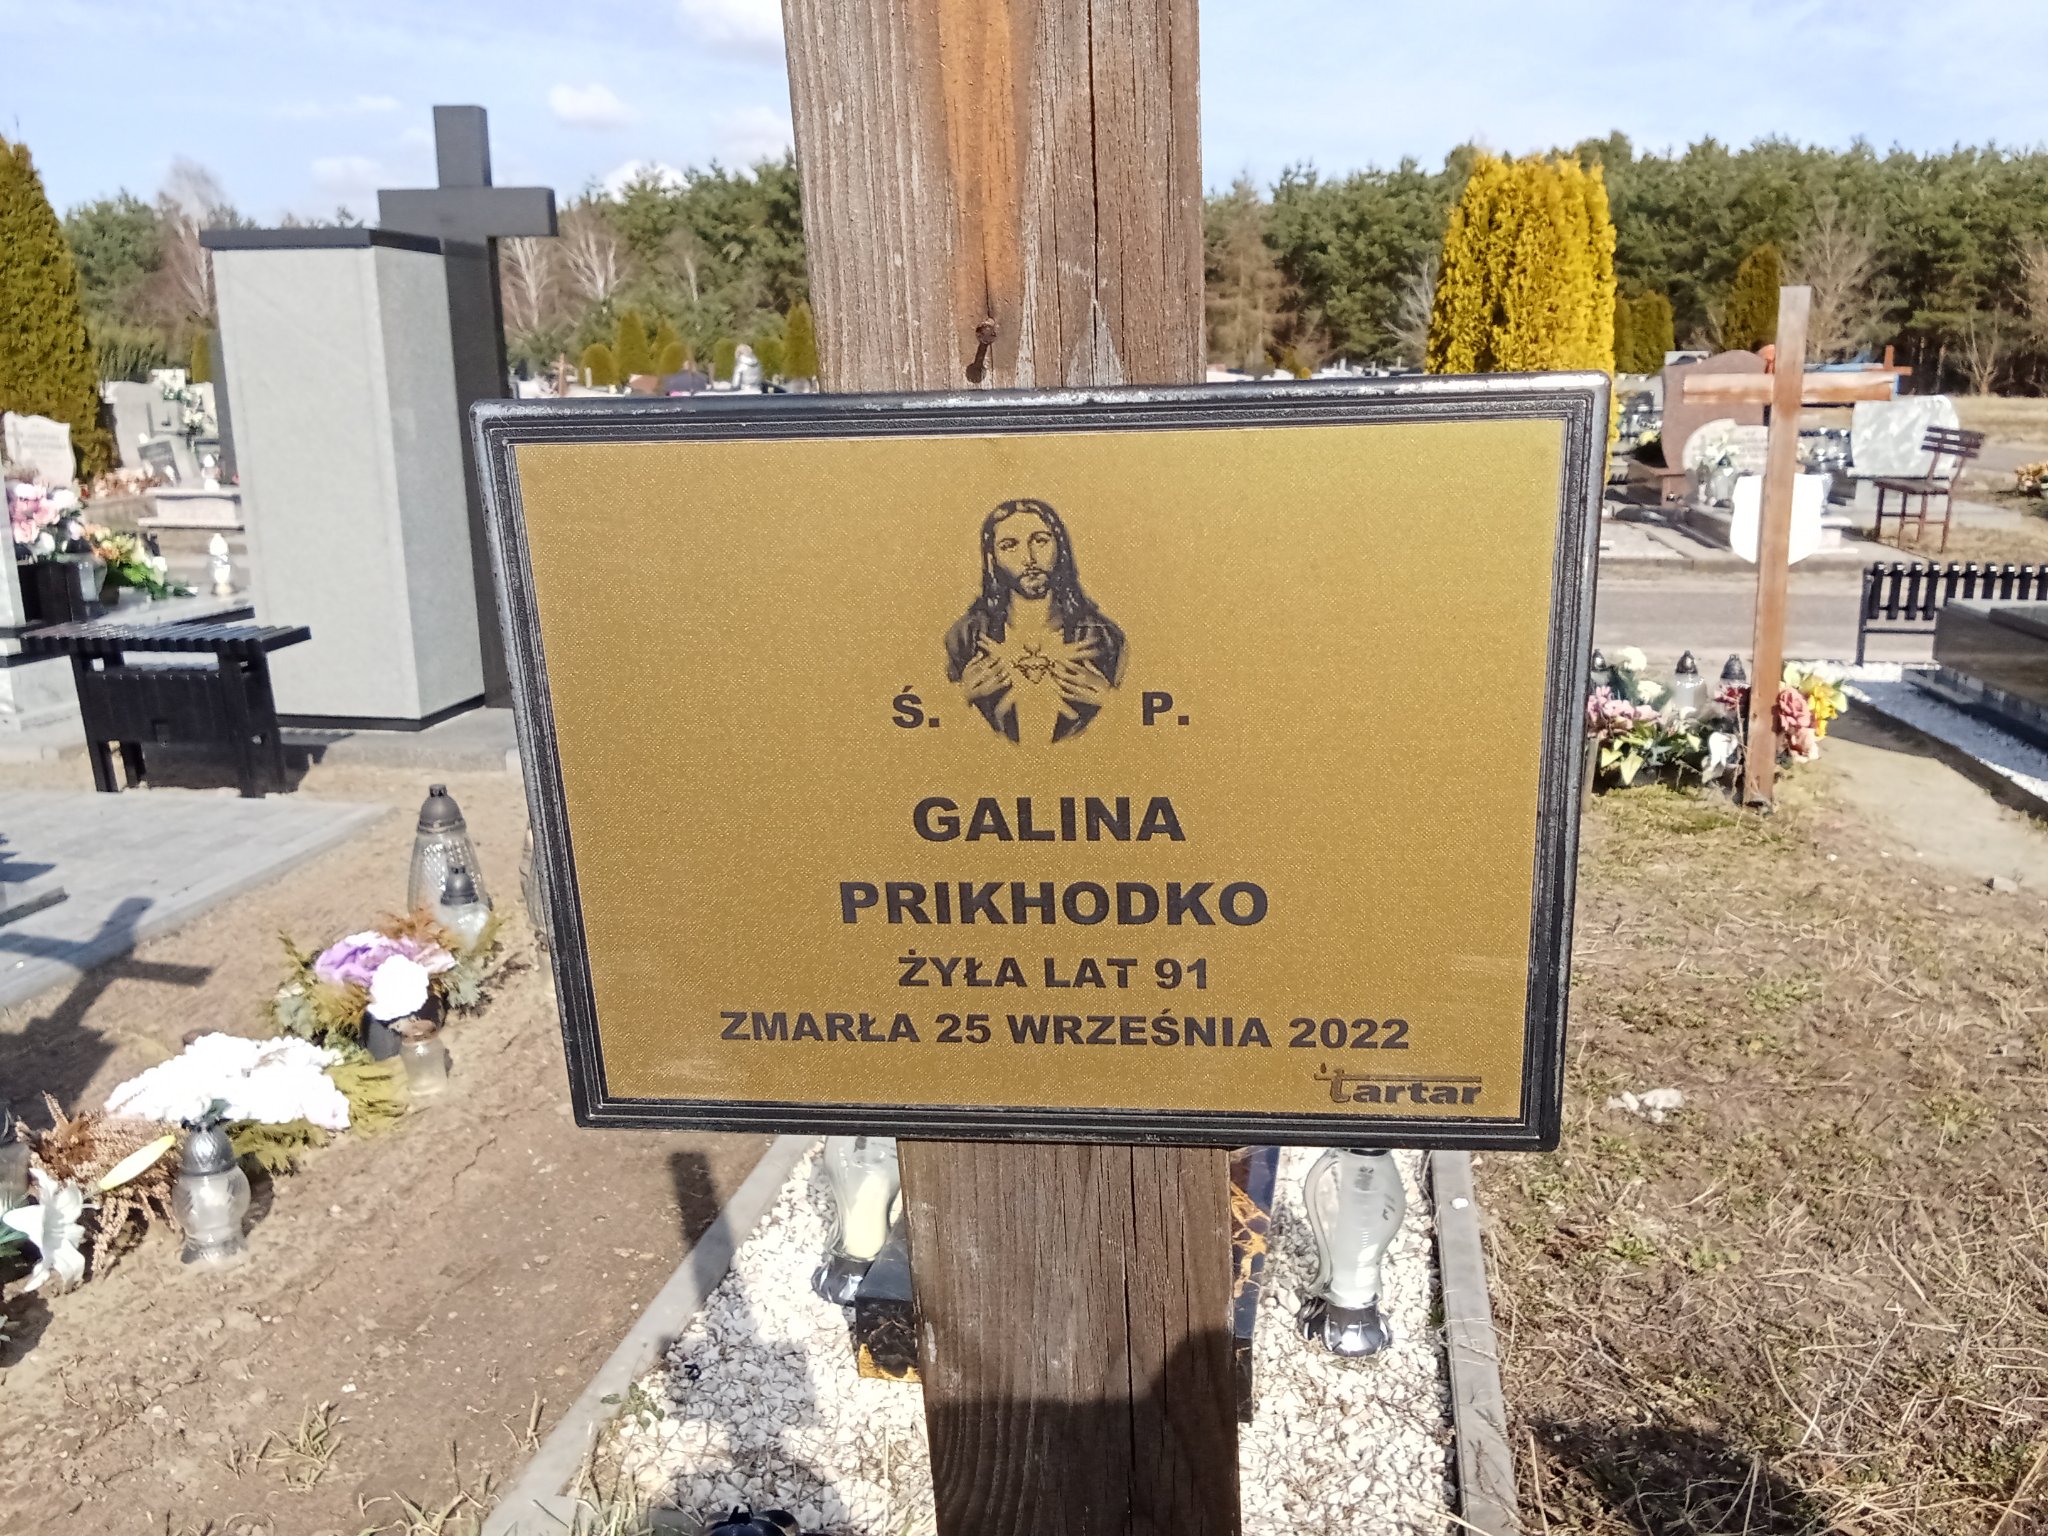 Ś. P.
GALINA
PRIKHODKO
ŻYŁA LAT 91
ZMARŁA 25 WRZEŚNIA 2022
tartar